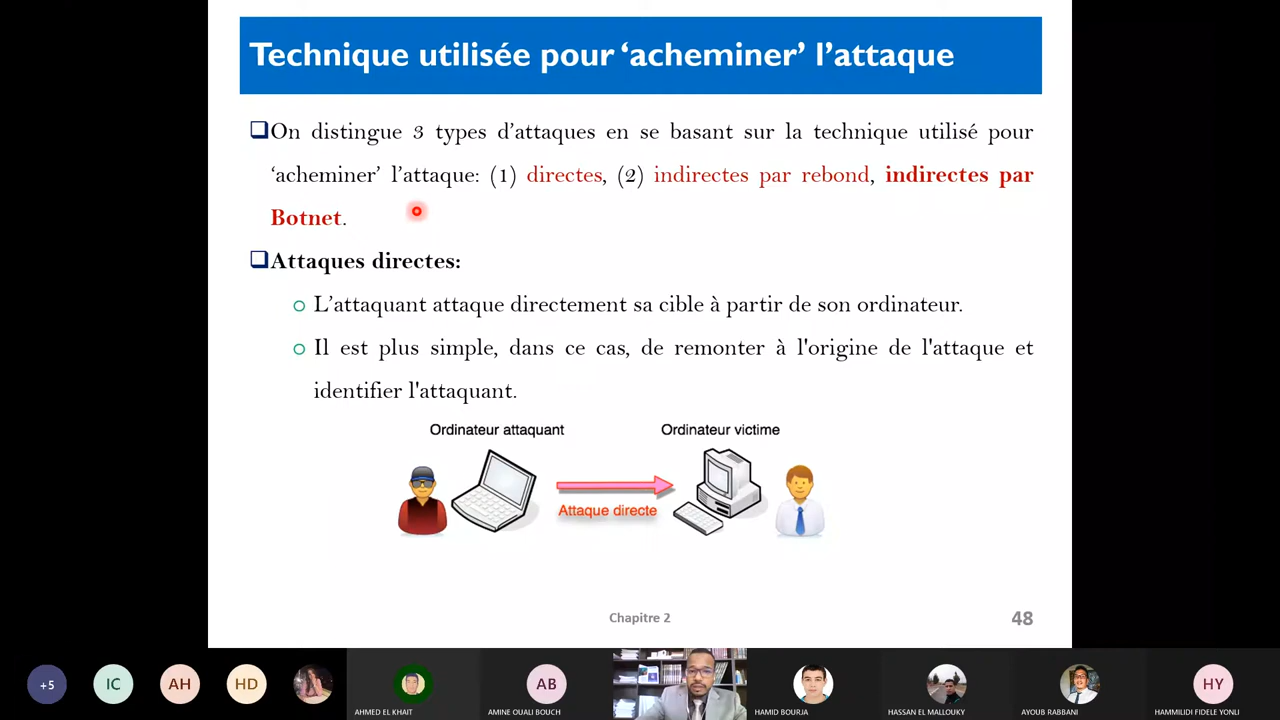 Technique utilisée pour ‘acheminer’ l’attaque
On distingue 3 types d’attaques en se basant sur la technique utilisé pour
‘acheminer’ l’attaque: (1) directes, (2) indirectes par rebond, indirectes par
Botnet.
Attaques directes:
L’attaquant attaque directement sa cible à partir de son ordinateur.
Il est plus simple, dans ce cas, de remonter à l'origine de l'attaque et
identifier l'attaquant.
Ordinateur attaquant
Ordinateur victime
Attaque directe
Chapitre 2
48
+5
IC
AH
HD
AHMED EL KHAIT
AB
AMINE OUALI BOUCH
HAMID BOURJA
HASSAN EL MALLOUKY
AYOUB RABBANI
HY
HAMMILIDI FIDELE YONLI